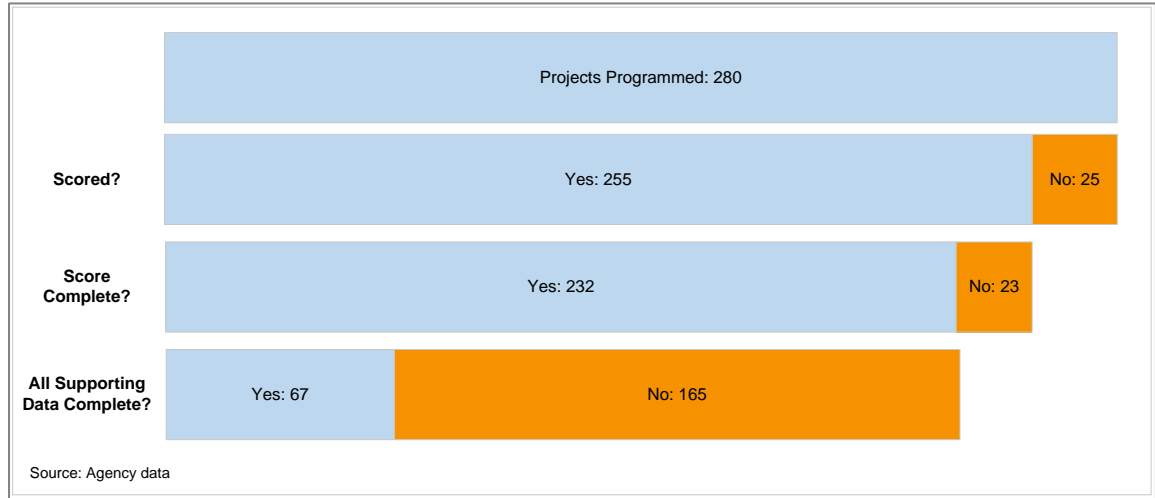 Projects Programmed: 280
Scored?
Yes: 255
No: 25
Score
Complete?
Yes: 232
No: 23
All Supporting
Data Complete?
Yes: 67
No: 165
Source: Agency data